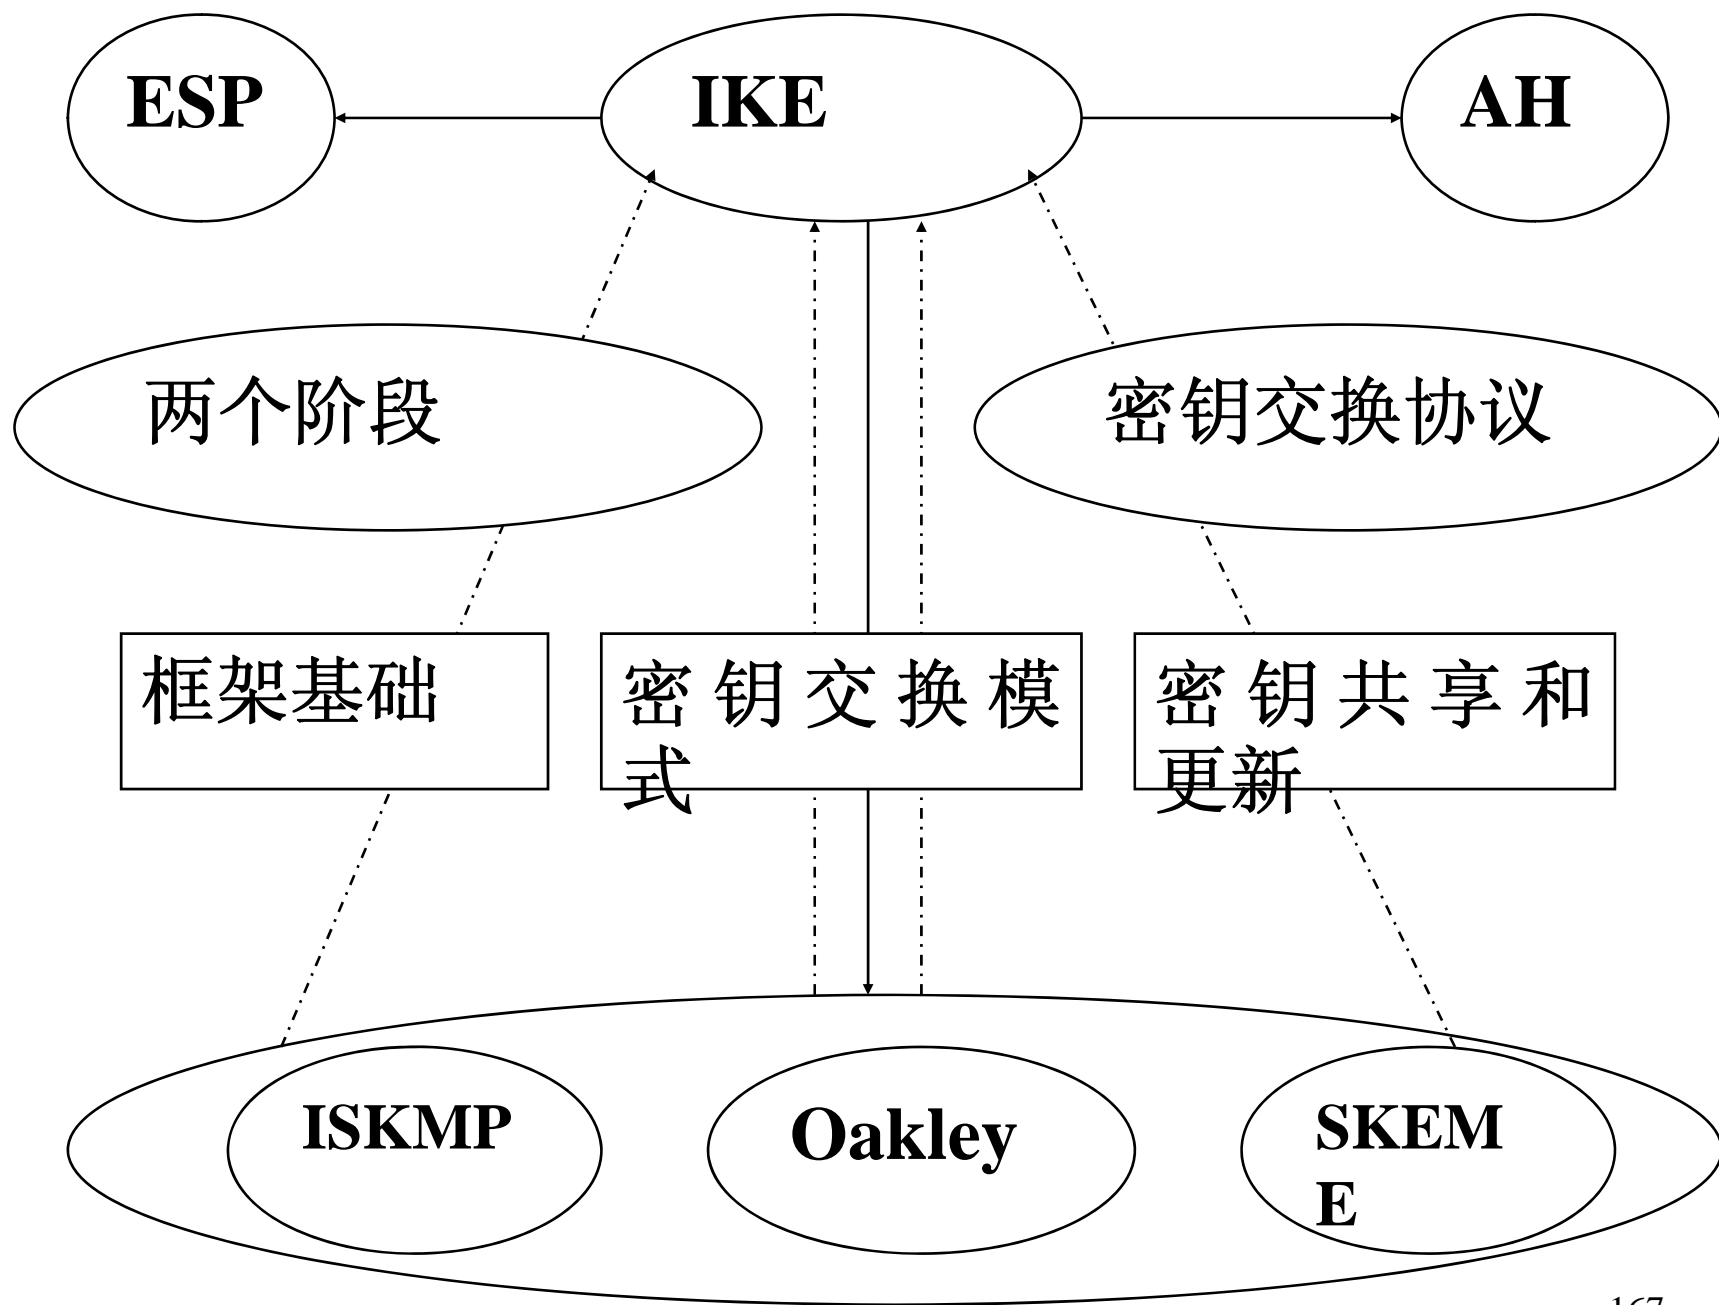 ESP
IKE
AH
两个阶段
密钥交换协议
框架基础
密钥交换模
式
密钥共享和
更新
ISKMP
Oakley
SKEM
E
167